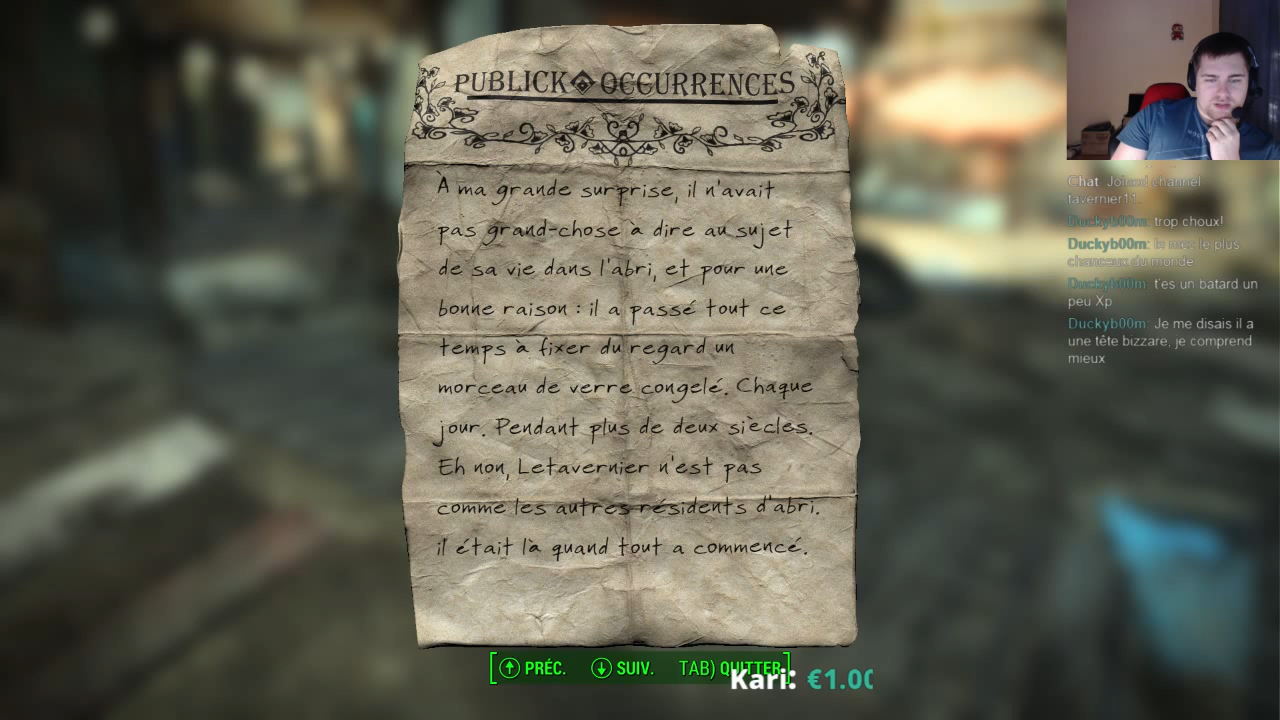 PUBLICK OCCURRENCES
À ma grande surprise, il n'avait
pas grand-chose à dire au sujet
de sa vie dans l'abri, et pour une
bonne raison : il a passé tout ce
temps à fixer du regard un
morceau de verre congelé. Chaque
jour. Pendant plus de deux siècles.
Eh non, Letavernier n'est pas
comme les autres résidents d'abri.
il était là quand tout a commencé.
PRÉC. SUIV. TAB) QUITTER
Kari: €1.00
Chat: Joined channel
tavernier11.
Duckyb00m: trop choux!
Duckyb00m: le mec le plus
chanceux du monde
Duckyb00m: t'es un batard un
peu Xp
Duckyb00m: Je me disais il a
une tête bizzare, je comprend
mieux